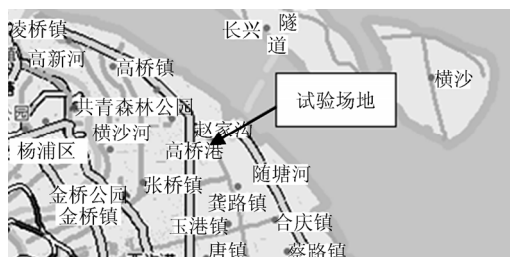 凌桥镇
长兴
隧道
高新河
高桥镇
横沙
共青森林公园
试验场地
园
横沙河
赵家沟
杨浦区
高桥港
随塘河
金桥公园
张桥镇
龚路镇
金桥镇
玉港镇
合庆镇
唐镇
蔡路镇